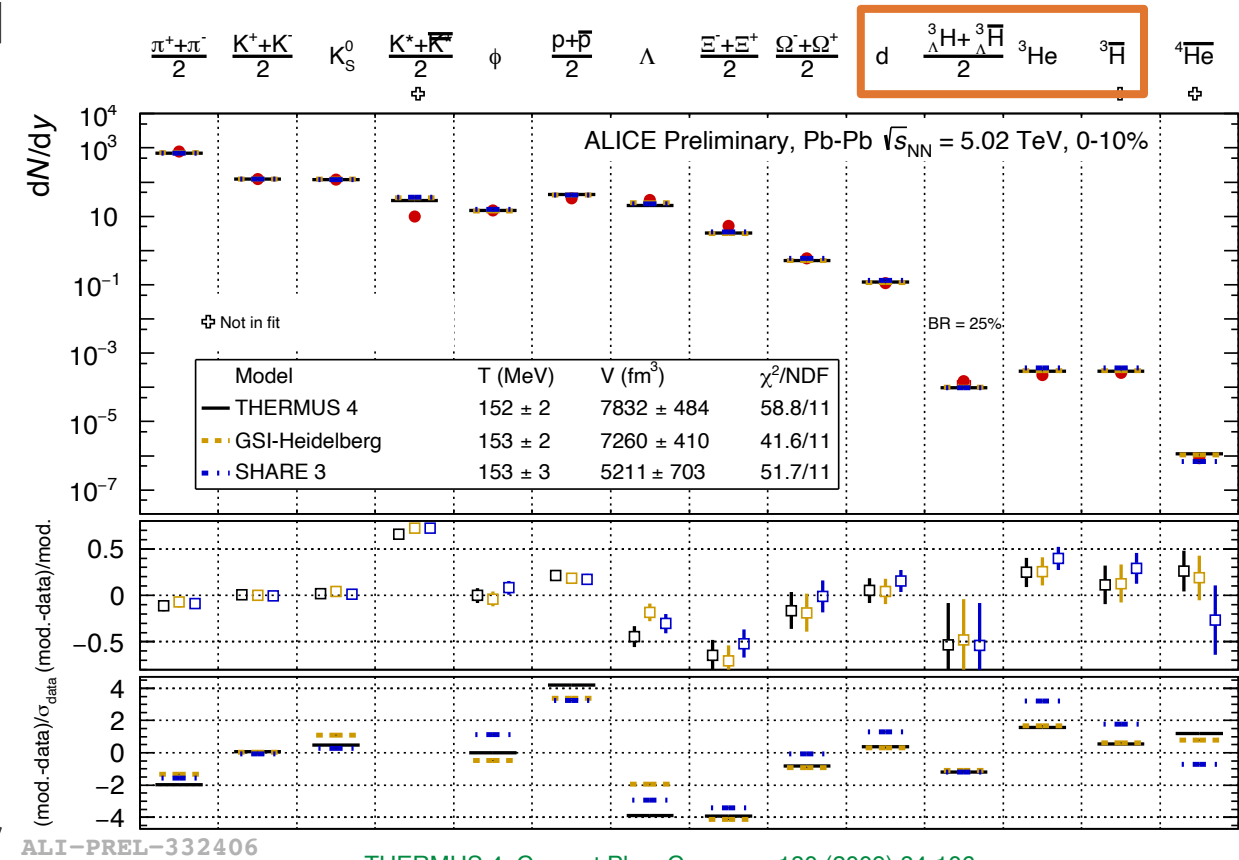 π⁺+π⁻/2 K⁺+K⁻/2 K⁰S K*+K̅*/2 ϕ p+p̅/2 Λ Ξ⁻+Ξ⁺/2 Ω⁻+Ω⁺/2 d ³ΛH+³ΛH̅/2 ³He ³H̅ ⁴H̅e̅
dN/dy
10⁴
10³
10
10⁻¹
10⁻³
10⁻⁵
10⁻⁷
ALICE Preliminary, Pb-Pb √sNN = 5.02 TeV, 0-10%
Not in fit
BR = 25%
Model T (MeV) V (fm³) χ²/NDF
THERMUS 4 152 ± 2 7832 ± 484 58.8/11
GSI-Heidelberg 153 ± 2 7260 ± 410 41.6/11
SHARE 3 153 ± 3 5211 ± 703 51.7/11
(mod.-data)/mod.
0.5
0
−0.5
(mod.-data)/σdata
4
2
0
−2
−4
ALI-PREL-332406